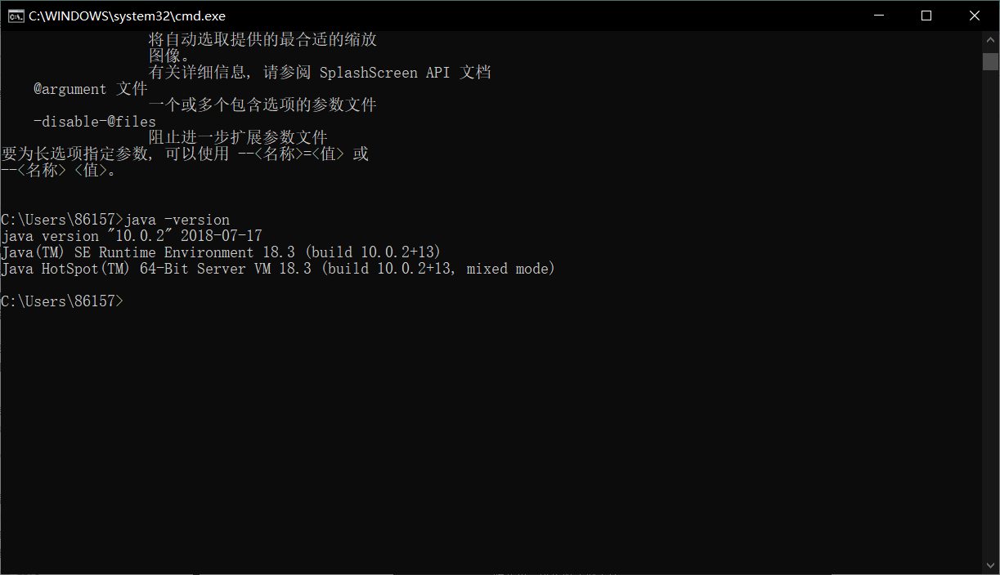 C:\WINDOWS\system32\cmd.exe
将自动选取提供的最合适的缩放
图像。
有关详细信息, 请参阅 SplashScreen API 文档
@argument 文件
一个或多个包含选项的参数文件
-disable-@files
阻止进一步扩展参数文件
要为长选项指定参数, 可以使用 --<名称>=<值> 或
--<名称> <值>。
C:\Users\86157>java -version
java version "10.0.2" 2018-07-17
Java(TM) SE Runtime Environment 18.3 (build 10.0.2+13)
Java HotSpot(TM) 64-Bit Server VM 18.3 (build 10.0.2+13, mixed mode)
C:\Users\86157>